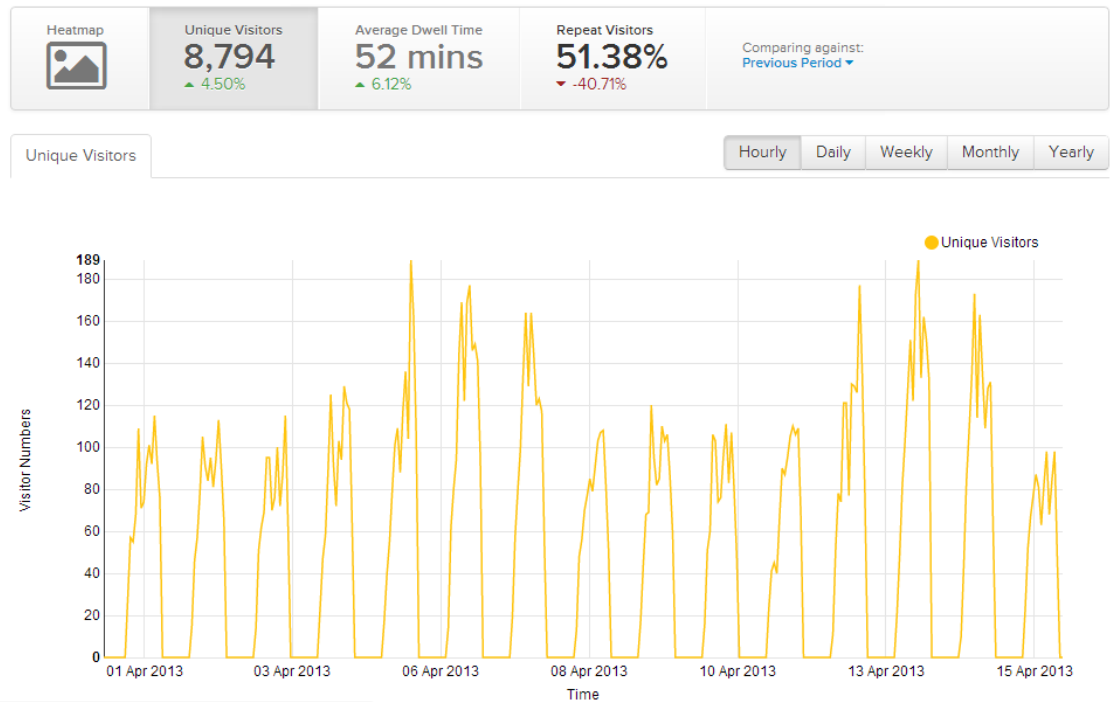 Heatmap
Unique Visitors
8,794
4.50%
Average Dwell Time
52 mins
6.12%
Repeat Visitors
51.38%
-40.71%
Comparing against:
Previous Period
Unique Visitors
Hourly Daily Weekly Monthly Yearly
Unique Visitors
189
180
160
140
120
100
80
60
40
20
0
Visitor Numbers
01 Apr 2013 03 Apr 2013 06 Apr 2013 08 Apr 2013 10 Apr 2013 13 Apr 2013 15 Apr 2013
Time